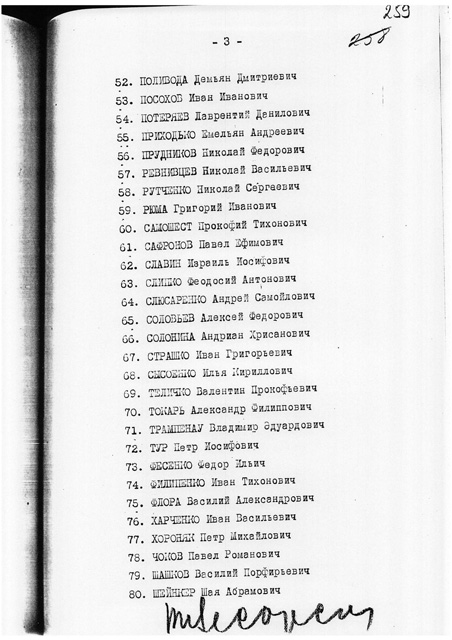 259
258
- 3 -
52. ПОЛИВОДА Демьян Дмитриевич
53. ПОСОХОВ Иван Иванович
54. ПОТЕРЯЕВ Лаврентий Данилович
55. ПРИХОДЬКО Емельян Андреевич
56. ПРУДНИКОВ Николай Федорович
57. РЕВНИВЦЕВ Николай Васильевич
58. РУТЧЕНКО Николай Сергеевич
59. РЮМА Григорий Иванович
60. САМОШЕСТ Прокофий Тихонович
61. САФРОНОВ Павел Ефимович
62. СЛАВИН Израиль Иосифович
63. СЛИПКО Феодосий Антонович
64. СЛЮСАРЕНКО Андрей Самойлович
65. СОЛОВЬЕВ Алексей Федорович
66. СОЛОНИНА Андриан Хрисанович
67. СТРАШКО Иван Григорьевич
68. СЫСОЕНКО Илья Кириллович
69. ТЕЛИЧКО Валентин Прокофьевич
70. ТОКАРЬ Александр Филиппович
71. ТРАМПЕНАУ Владимир Эдуардович
72. ТУР Петр Иосифович
73. ФЕСЕНКО Федор Ильич
74. ФИЛИПЕНКО Иван Тихонович
75. ФЛОРА Василий Александрович
76. ХАРЧЕНКО Иван Васильевич
77. ХОРОНЯК Петр Михайлович
78. ЧОКОВ Павел Романович
79. ШАШКОВ Василий Порфирьевич
80. ШЕЙНКЕР Шая Абрамович